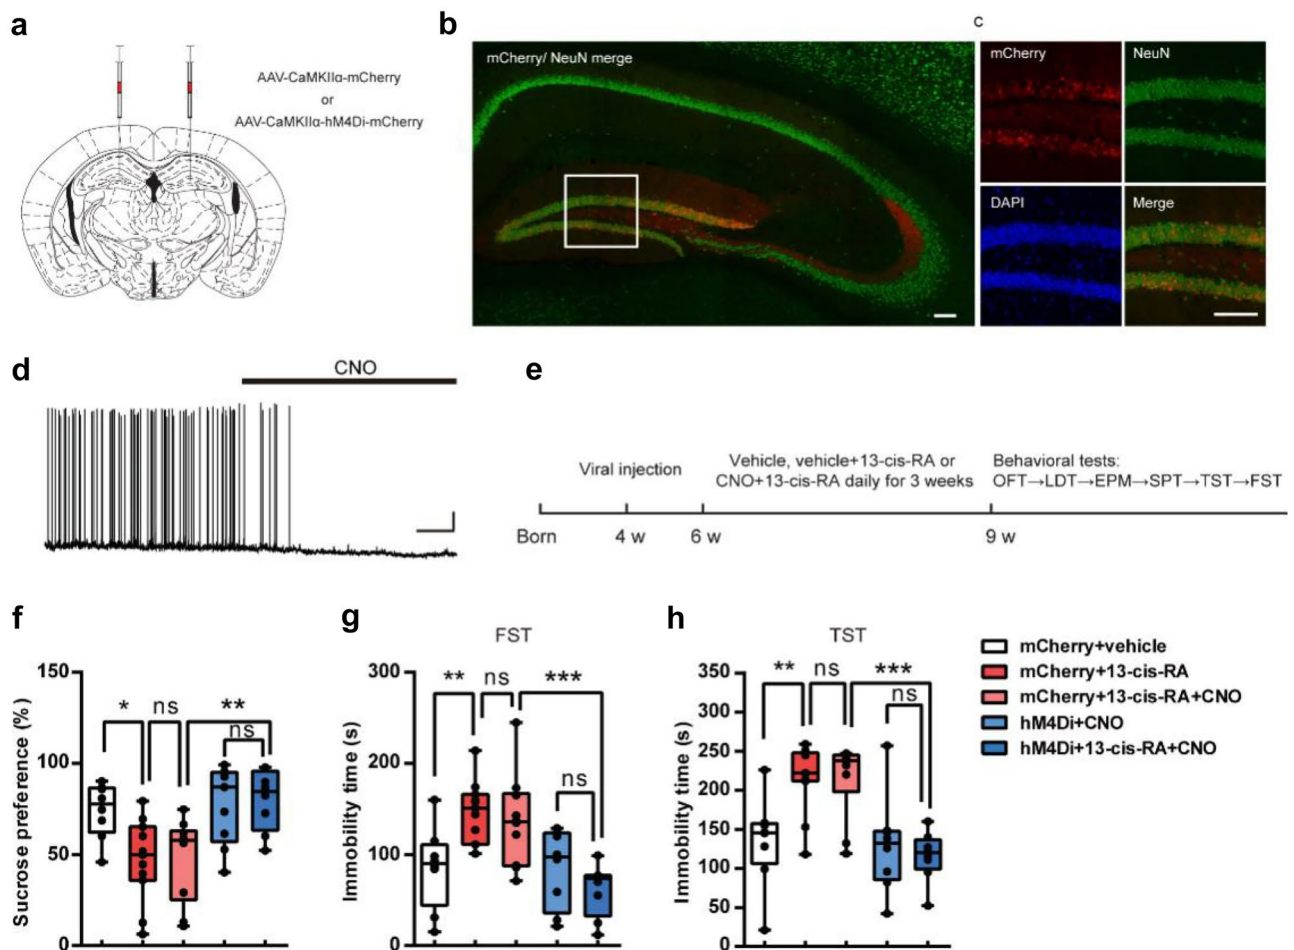 a
AAV-CaMKIIα-mCherry
or
AAV-CaMKIIα-hM4Di-mCherry
b
mCherry/ NeuN merge
c
mCherry
NeuN
DAPI
Merge
d
CNO
e
Viral injection
Vehicle, vehicle+13-cis-RA or
CNO+13-cis-RA daily for 3 weeks
Behavioral tests:
OFT→LDT→EPM→SPT→TST→FST
Born
4 w
6 w
9 w
f
Sucrose preference (%)
150
100
50
0
*
ns
**
ns
g
FST
Immobility time (s)
300
200
100
0
**
ns
***
ns
h
TST
Immobility time (s)
350
300
250
200
150
100
50
0
**
ns
***
ns
mCherry+vehicle
mCherry+13-cis-RA
mCherry+13-cis-RA+CNO
hM4Di+CNO
hM4Di+13-cis-RA+CNO